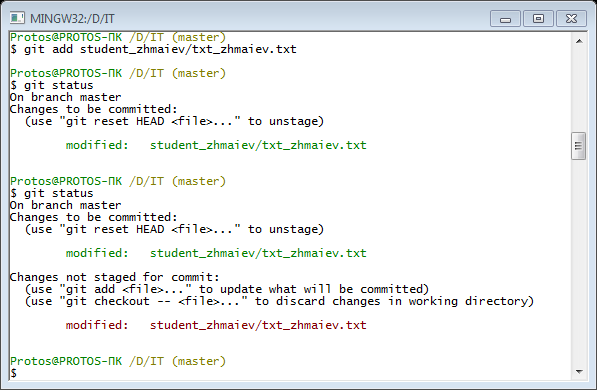 MINGW32:/D/IT
Protos@PROTOS-ПК /D/IT (master)
$ git add student_zhmaiev/txt_zhmaiev.txt
Protos@PROTOS-ПК /D/IT (master)
$ git status
On branch master
Changes to be committed:
(use "git reset HEAD <file>..." to unstage)
modified: student_zhmaiev/txt_zhmaiev.txt
Protos@PROTOS-ПК /D/IT (master)
$ git status
On branch master
Changes to be committed:
(use "git reset HEAD <file>..." to unstage)
modified: student_zhmaiev/txt_zhmaiev.txt
Changes not staged for commit:
(use "git add <file>..." to update what will be committed)
(use "git checkout -- <file>..." to discard changes in working directory)
modified: student_zhmaiev/txt_zhmaiev.txt
Protos@PROTOS-ПК /D/IT (master)
$